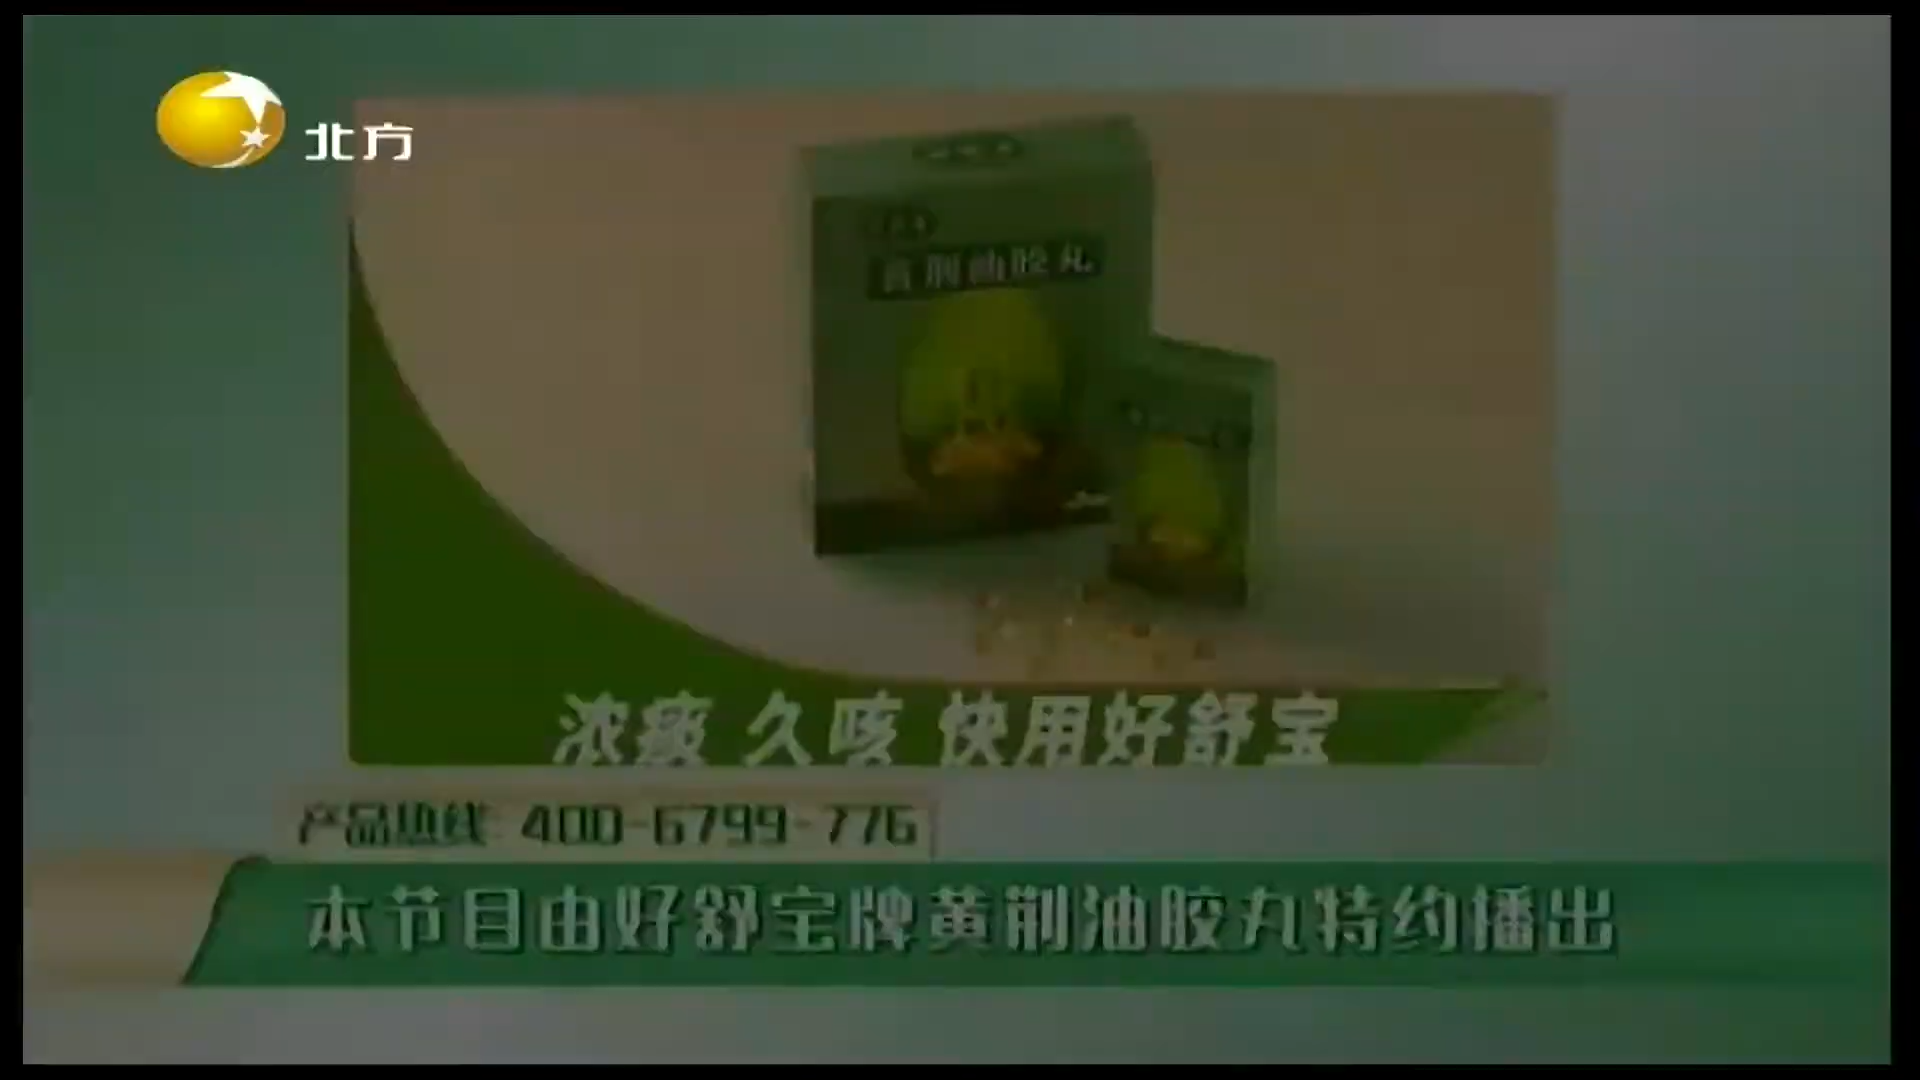 北方
黄荆油胶丸
浓痰 久咳 快用好舒宝
产品热线: 400-6799-776
本节目由好舒宝牌黄荆油胶丸特约播出